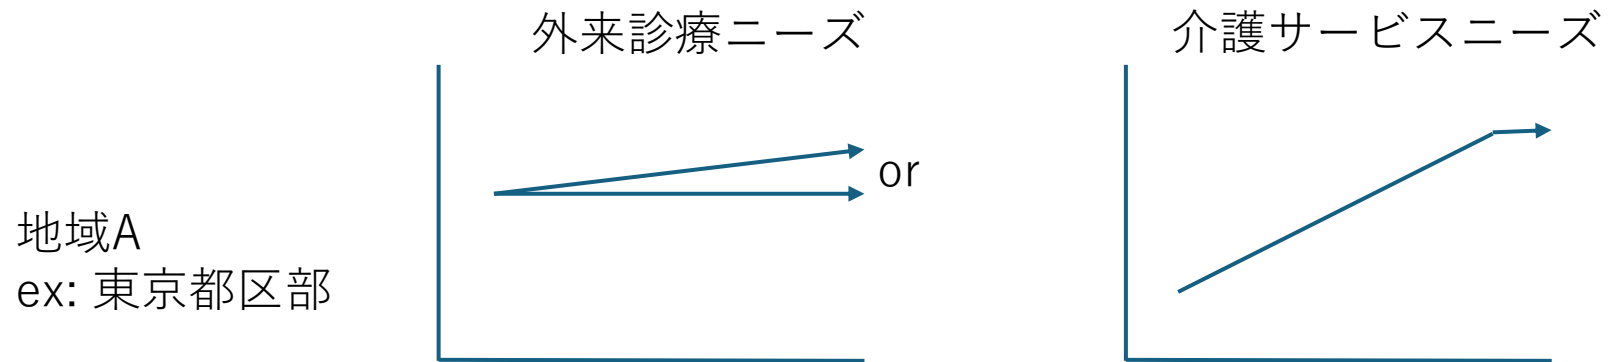 外来診療ニーズ
介護サービスニーズ
or
地域A
ex: 東京都区部